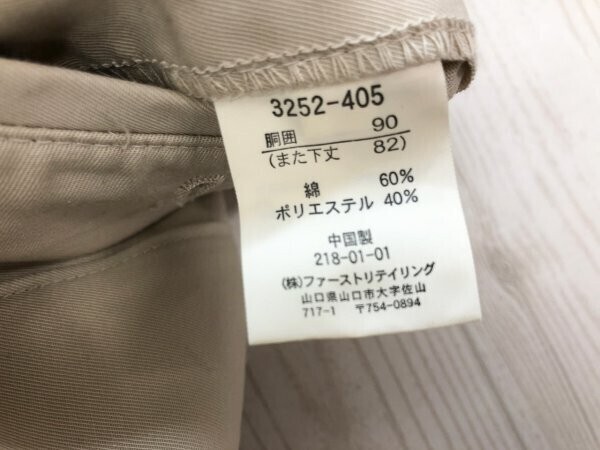 3252-405
胴囲 90
(また下丈 82)
綿 60%
ポリエステル 40%
中国製
218-01-01
(株)ファーストリテイリング
山口県山口市大字佐山
717-1 〒754-0894